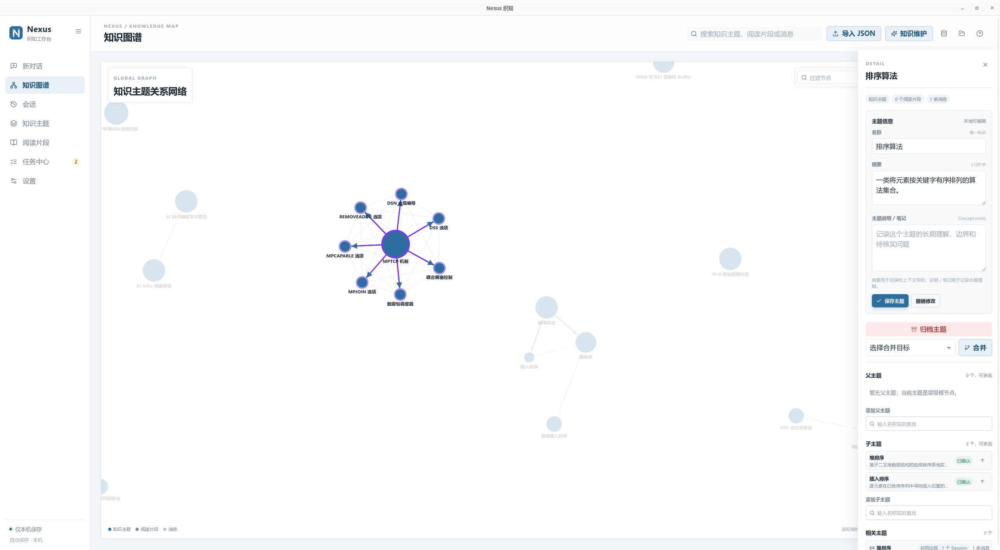 Nexus 织知
Nexus
织知工作台
新对话
知识图谱
会话
知识主题
阅读片段
任务中心
2
设置
仅本机保存
自动保存 · 本机
NEXUS / KNOWLEDGE MAP
知识图谱
搜索知识主题、阅读片段或消息
导入 JSON
知识维护
GLOBAL GRAPH
知识主题关系网络
过滤节点
WAN 与 DCI 交换机 Buffer
环境SQL访问控制
AI 时代编程学习路径
AI Infra 网络系统
DSN 全局编号
REMOVEADDR 选项
DSS 选项
MPCAPABLE 选项
MPTCP 机制
耦合拥塞控制
MPJOIN 选项
数据包调度器
IPv6 地址前缀长度
排序算法
堆排序
插入排序
直接插入排序
PPP 点对点协议
代码担当
知识主题
阅读片段
消息
滚轮缩放
DETAIL
排序算法
知识主题
0 个阅读片段
1 条消息
主题信息
本地可编辑
名称
唯一标识
排序算法
摘要
≤120 字
一类将元素按关键字有序排列的算
法集合。
主题说明 / 笔记
Concept.notes
记录这个主题的长期理解、边界和
待核实问题
摘要用于目录和上下文导航；说明 / 笔记用于记录长期理
解。
保存主题
撤销修改
归档主题
选择合并目标
合并
父主题
0 个，可多选
暂无父主题；当前主题是层级根节点。
添加父主题
输入名称实时查找
子主题
2 个，可多选
堆排序
基于二叉堆数据结构的选择排序原地实...
已确认
插入排序
逐元素在已排序序列中寻找插入位置的...
已确认
添加子主题
输入名称实时查找
相关主题
2 个
堆排序
共同出现 · 1 个 Session
1 条消息